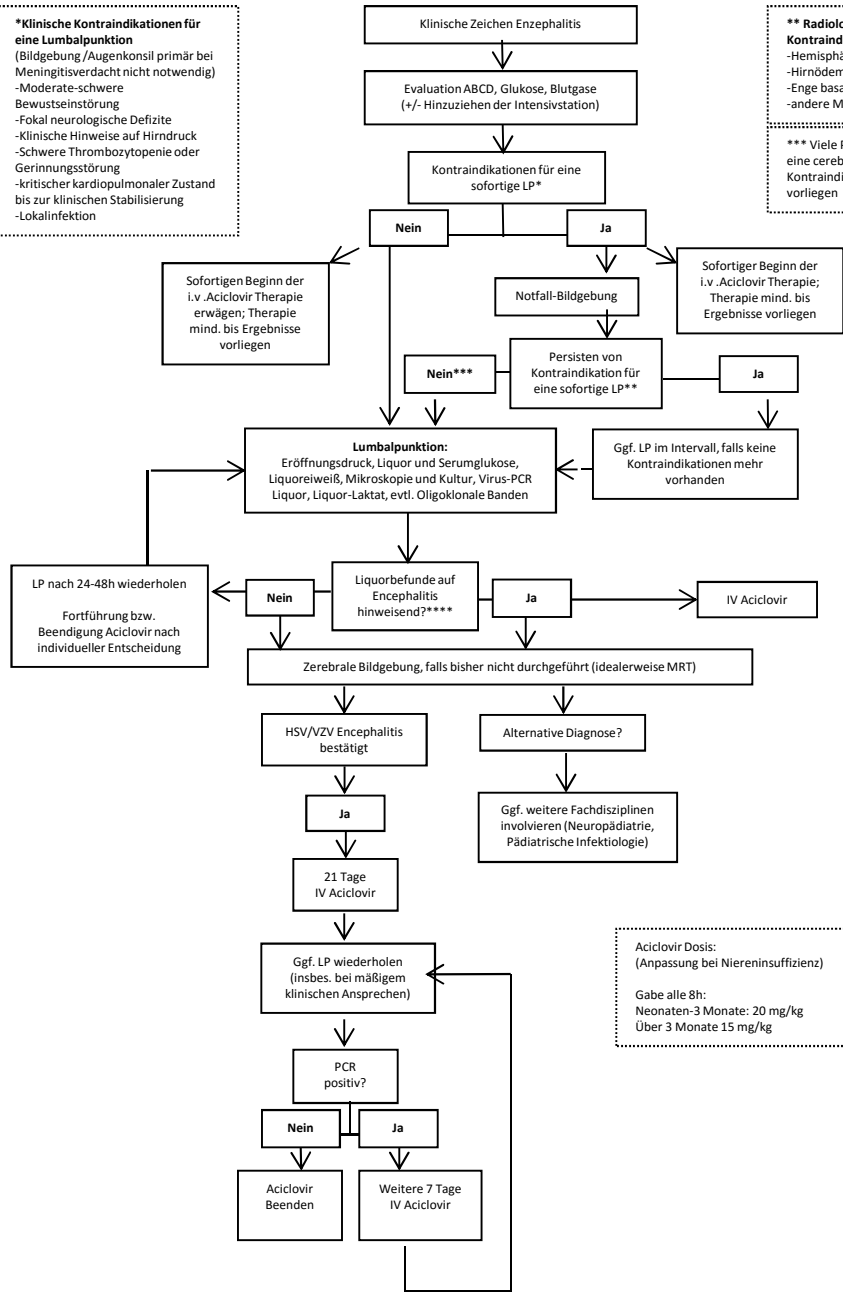 *Klinische Kontraindikationen für
eine Lumbalpunktion
(Bildgebung/Augenkonsil primär bei
Meningitisverdacht nicht notwendig)
-Moderate-schwere
Bewustseinstörung
-Fokal neurologische Defizite
-Klinische Hinweise auf Hirndruck
-Schwere Thrombozytopenie oder
Gerinnungsstörung
-kritischer kardiopulmonaler Zustand
bis zur klinischen Stabilisierung
-Lokalinfektion
Klinische Zeichen Enzephalitis
**
-andere
*** Viele
eine
vorliegen
Evaluation ABCD, Glukose, Blutgase
(+/- Hinzuziehen der Intensivstation)
Kontraindikationen für eine
sofortige LP*
Nein
Ja
Sofortigen Beginn der
i.v .Aciclovir Therapie
erwägen; Therapie
mind. bis Ergebnisse
vorliegen
Notfall-Bildgebung
Sofortiger Beginn der
i.v .Aciclovir Therapie;
Therapie mind. bis
Ergebnisse vorliegen
Persisten von
Kontraindikation für
eine sofortige LP**
Nein***
Ja
Lumbalpunktion:
Eröffnungsdruck, Liquor und Serumglukose,
Liquoreiweiß, Mikroskopie und Kultur, Virus-PCR
Liquor, Liquor-Laktat, evtl. Oligoklonale Banden
Ggf. LP im Intervall, falls keine
Kontraindikationen mehr
vorhanden
LP nach 24-48h wiederholen
Fortführung bzw.
Beendigung Aciclovir nach
individueller Entscheidung
Nein
Liquorbefunde auf
Encephalitis
hinweisend?****
Ja
IV Aciclovir
Zerebrale Bildgebung, falls bisher nicht durchgeführt (idealerweise MRT)
HSV/VZV Encephalitis
bestätigt
Alternative Diagnose?
Ja
Ggf. weitere Fachdisziplinen
involvieren (Neuropädiatrie,
Pädiatrische Infektiologie)
21 Tage
IV Aciclovir
Ggf. LP wiederholen
(insbes. bei mäßigem
klinischen Ansprechen)
Aciclovir Dosis:
(Anpassung bei Niereninsuffizienz)
Gabe alle 8h:
Neonaten-3 Monate: 20 mg/kg
Über 3 Monate 15 mg/kg
PCR
positiv?
Nein
Ja
Aciclovir
Beenden
Weitere 7 Tage
IV Aciclovir